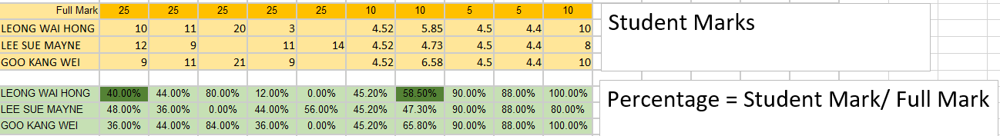 Full Mark 25 25 25 25 25 10 10 5 5 10
LEONG WAI HONG 10 11 20 3 4.52 5.85 4.5 4.4 10
LEE SUE MAYNE 12 9 11 14 4.52 4.73 4.5 4.4 8
GOO KANG WEI 9 11 21 9 4.52 6.58 4.5 4.4 10
Student Marks
LEONG WAI HONG 40.00% 44.00% 80.00% 12.00% 0.00% 45.20% 58.50% 90.00% 88.00% 100.00%
LEE SUE MAYNE 48.00% 36.00% 0.00% 44.00% 56.00% 45.20% 47.30% 90.00% 88.00% 80.00%
GOO KANG WEI 36.00% 44.00% 84.00% 36.00% 0.00% 45.20% 65.80% 90.00% 88.00% 100.00%
Percentage = Student Mark/ Full Mark